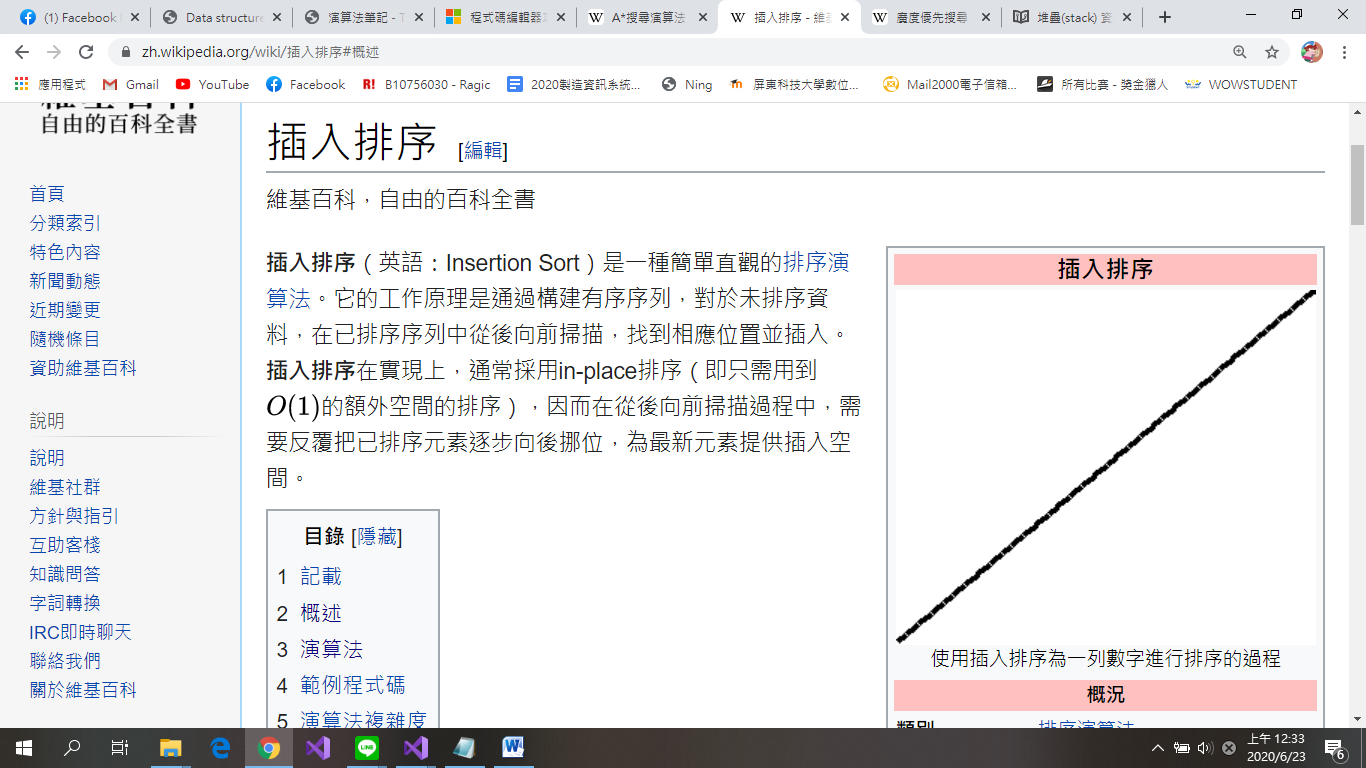 (1) Facebook
Data structure
演算法筆記 - T
程式碼編輯器
A*搜尋演算法
插入排序 - 維基
廣度優先搜尋
堆疊(stack) 資
zh.wikipedia.org/wiki/插入排序#概述
應用程式
Gmail
YouTube
Facebook
B10756030 - Ragic
2020製造資訊系統...
Ning
屏東科技大學數位...
Mail2000電子信箱...
所有比賽 - 獎金獵人
WOWSTUDENT
自由的百科全書
首頁
分類索引
特色內容
新聞動態
近期變更
隨機條目
資助維基百科
說明
說明
維基社群
方針與指引
互助客棧
知識問答
字詞轉換
IRC即時聊天
聯絡我們
關於維基百科
插入排序 [編輯]
維基百科，自由的百科全書
插入排序（英語：Insertion Sort）是一種簡單直觀的排序演
算法。它的工作原理是通過構建有序序列，對於未排序資
料，在已排序序列中從後向前掃描，找到相應位置並插入。
插入排序在實現上，通常採用in-place排序（即只需用到
O(1)的額外空間的排序），因而在從後向前掃描過程中，需
要反覆把已排序元素逐步向後挪位，為最新元素提供插入空
間。
目錄 [隱藏]
1 記載
2 概述
3 演算法
4 範例程式碼
5 演算法複雜度
插入排序
使用插入排序為一列數字進行排序的過程
概況
類別 排序演算法
上午 12:33
2020/6/23
6